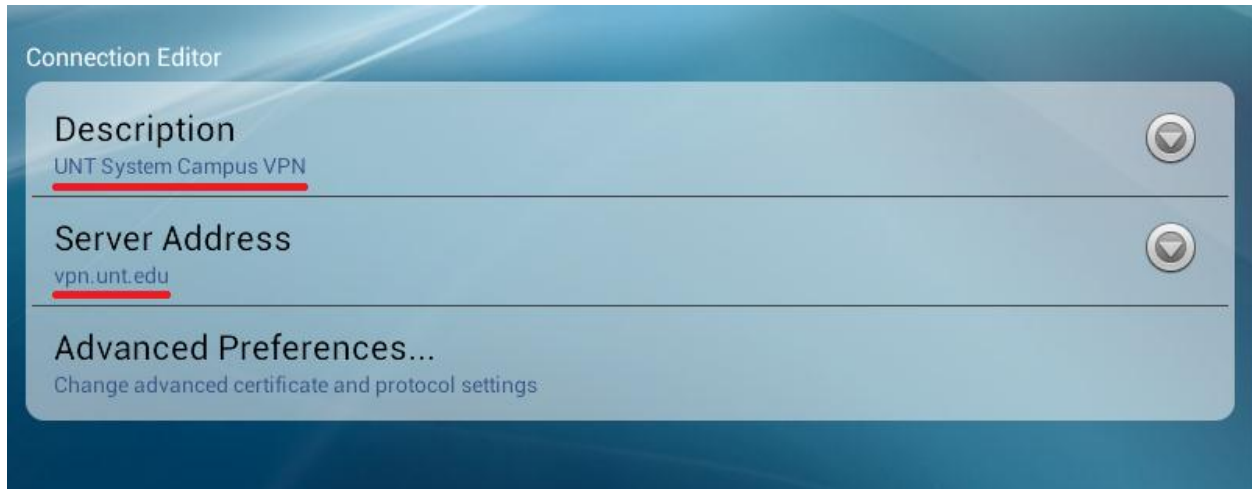 Connection Editor
Description
UNT System Campus VPN
Server Address
vpn.unt.edu
Advanced Preferences...
Change advanced certificate and protocol settings